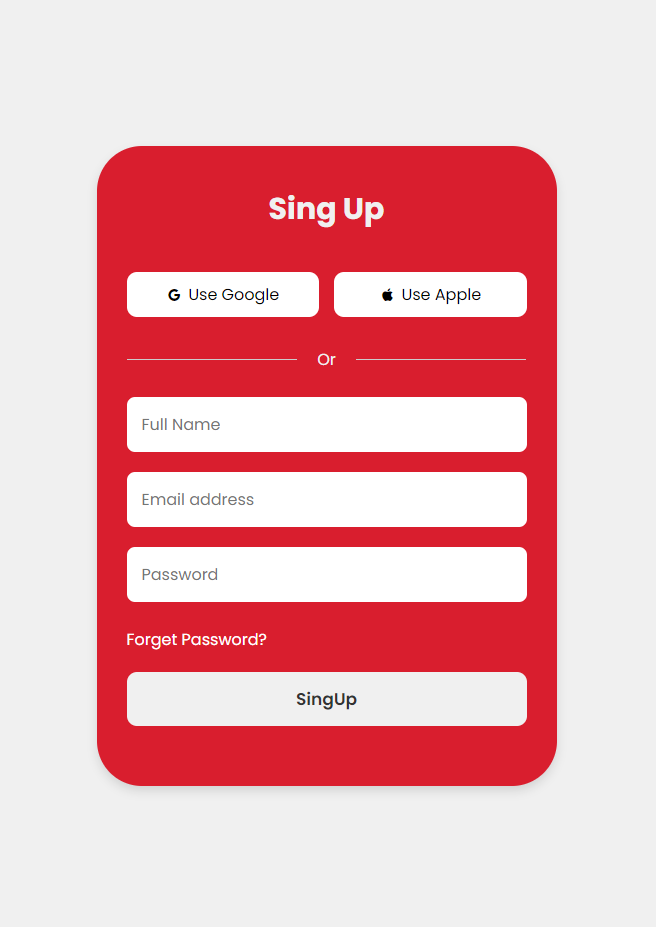 Sing Up
Use Google
Use Apple
Or
Full Name
Email address
Password
Forget Password?
SingUp